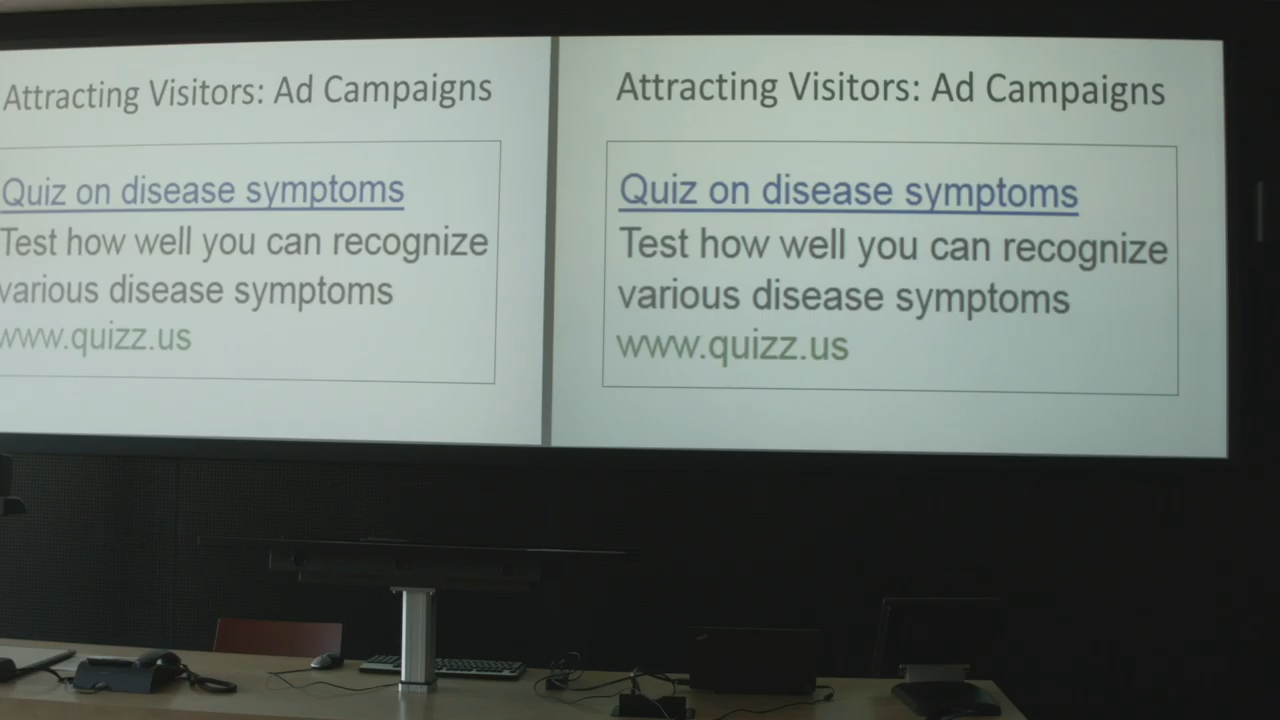 Attracting Visitors: Ad Campaigns
Quiz on disease symptoms
Test how well you can recognize
various disease symptoms
www.quizz.us
Attracting Visitors: Ad Campaigns
Quiz on disease symptoms
Test how well you can recognize
various disease symptoms
www.quizz.us